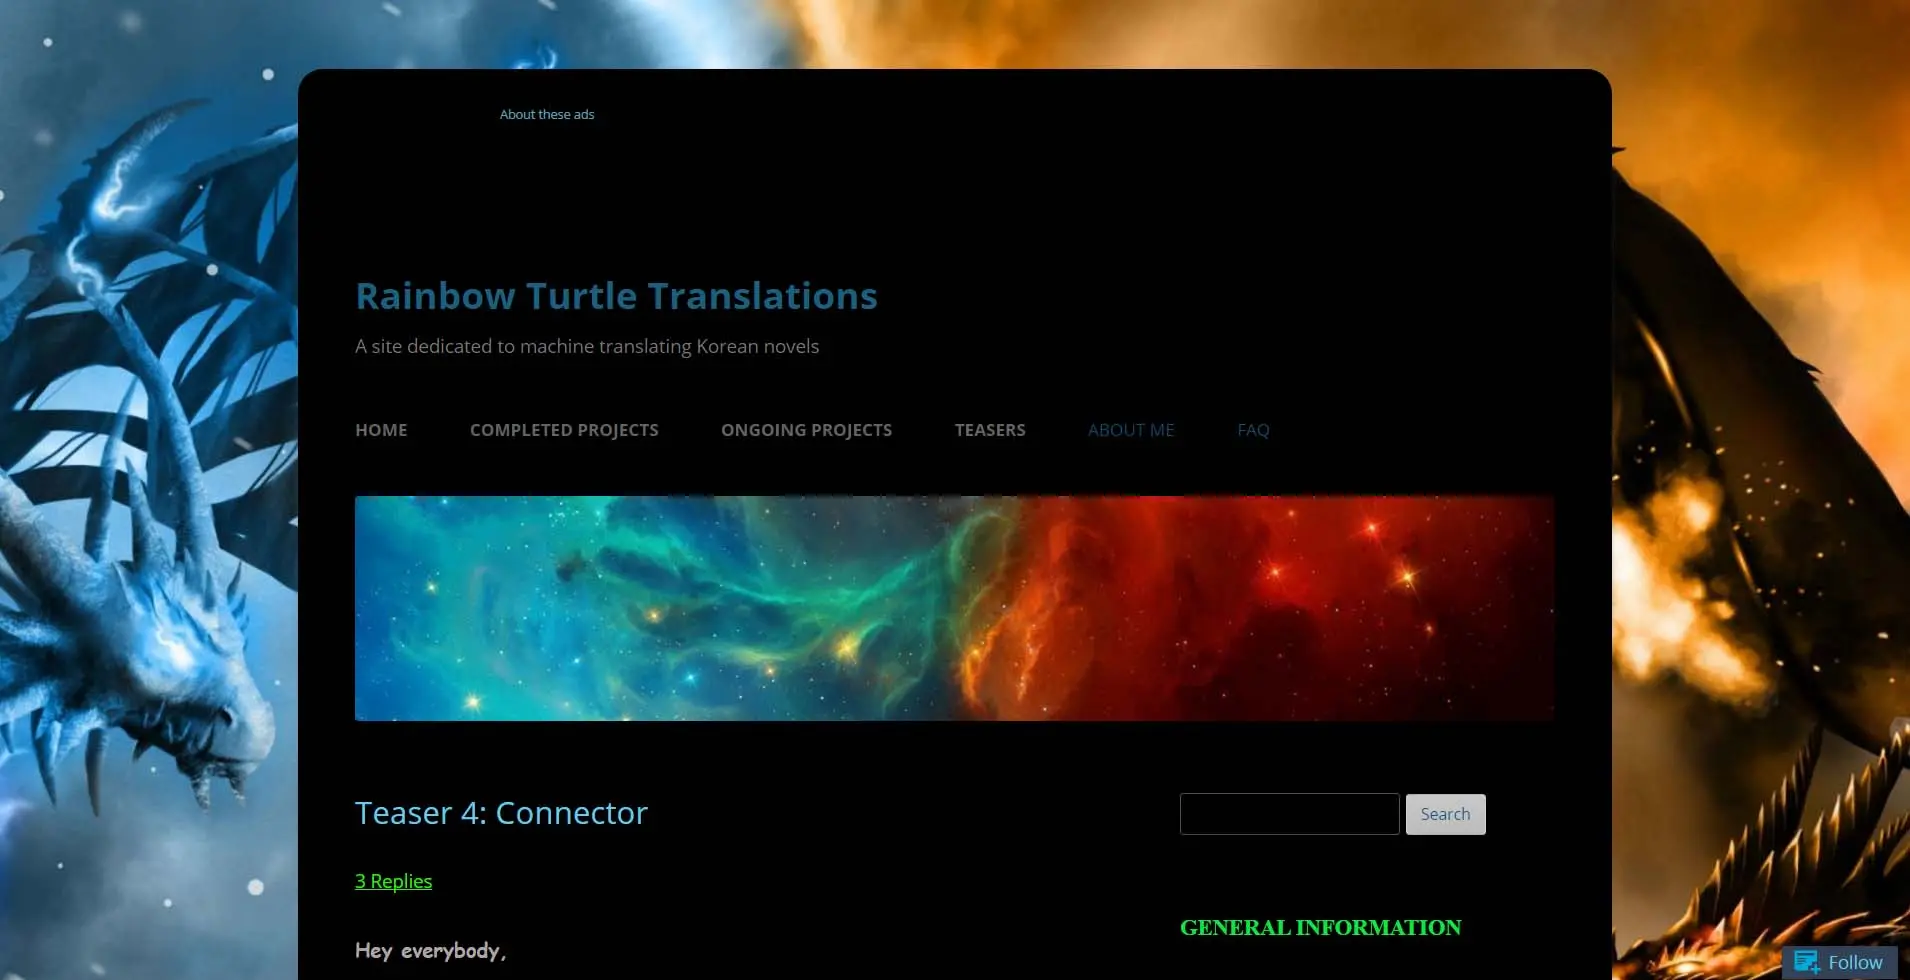 About these ads
Rainbow Turtle Translations
A site dedicated to machine translating Korean novels
HOME COMPLETED PROJECTS ONGOING PROJECTS TEASERS ABOUT ME FAQ
Teaser 4: Connector
Search
3 Replies
GENERAL INFORMATION
Hey everybody,
Follow